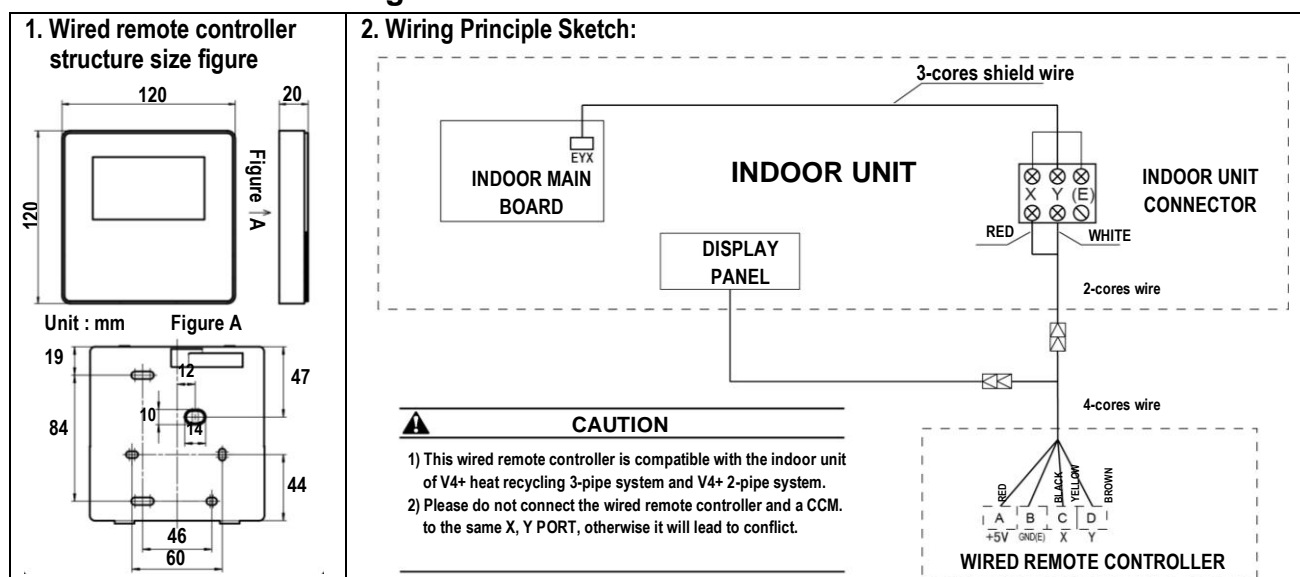 1. Wired remote controller
structure size figure
120
20
120
Figure A
Unit : mm
Figure A
19
12
47
10
14
84
44
46
60
2. Wiring Principle Sketch:
3-cores shield wire
EYX
INDOOR MAIN
BOARD
INDOOR UNIT
X Y (E)
INDOOR UNIT
CONNECTOR
RED
WHITE
DISPLAY
PANEL
2-cores wire
4-cores wire
CAUTION
1) This wired remote controller is compatible with the indoor unit
of V4+ heat recycling 3-pipe system and V4+ 2-pipe system.
2) Please do not connect the wired remote controller and a CCM.
to the same X, Y PORT, otherwise it will lead to conflict.
RED
BLACK
YELLOW
BROWN
A B C D
+5V GND(E) X Y
WIRED REMOTE CONTROLLER